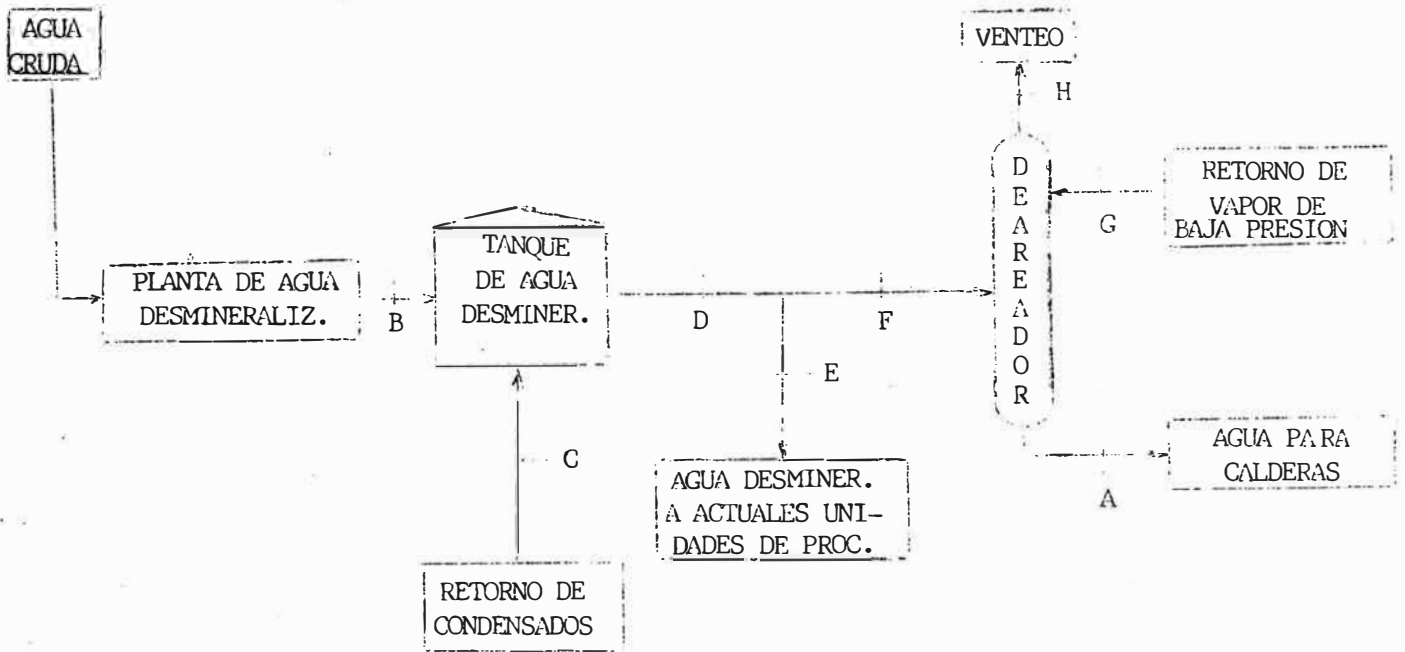 AGUA
CRUDA
VENTEO
H
D
E
A
R
E
A
D
O
R
RETORNO DE
VAPOR DE
BAJA PRESION
G
PLANTA DE AGUA
DESMINERALIZ.
B
TANQUE
DE AGUA
DESMINER.
D
F
E
C
AGUA DESMINER.
A ACTUALES UNI-
DADES DE PROC.
AGUA PARA
CALDERAS
A
RETORNO DE
CONDENSADOS